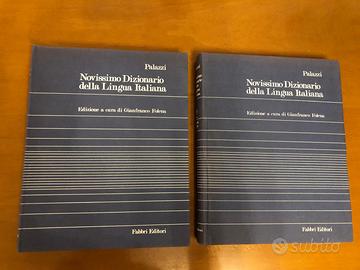 Palazzi
Novissimo Dizionario
della Lingua Italiana
Edizione a cura di Gianfranco Folena
Fabbri Editori
Palazzi
Novissimo Dizionario
della Lingua Italiana
Edizione a cura di Gianfranco Folena
Fabbri Editori
subito